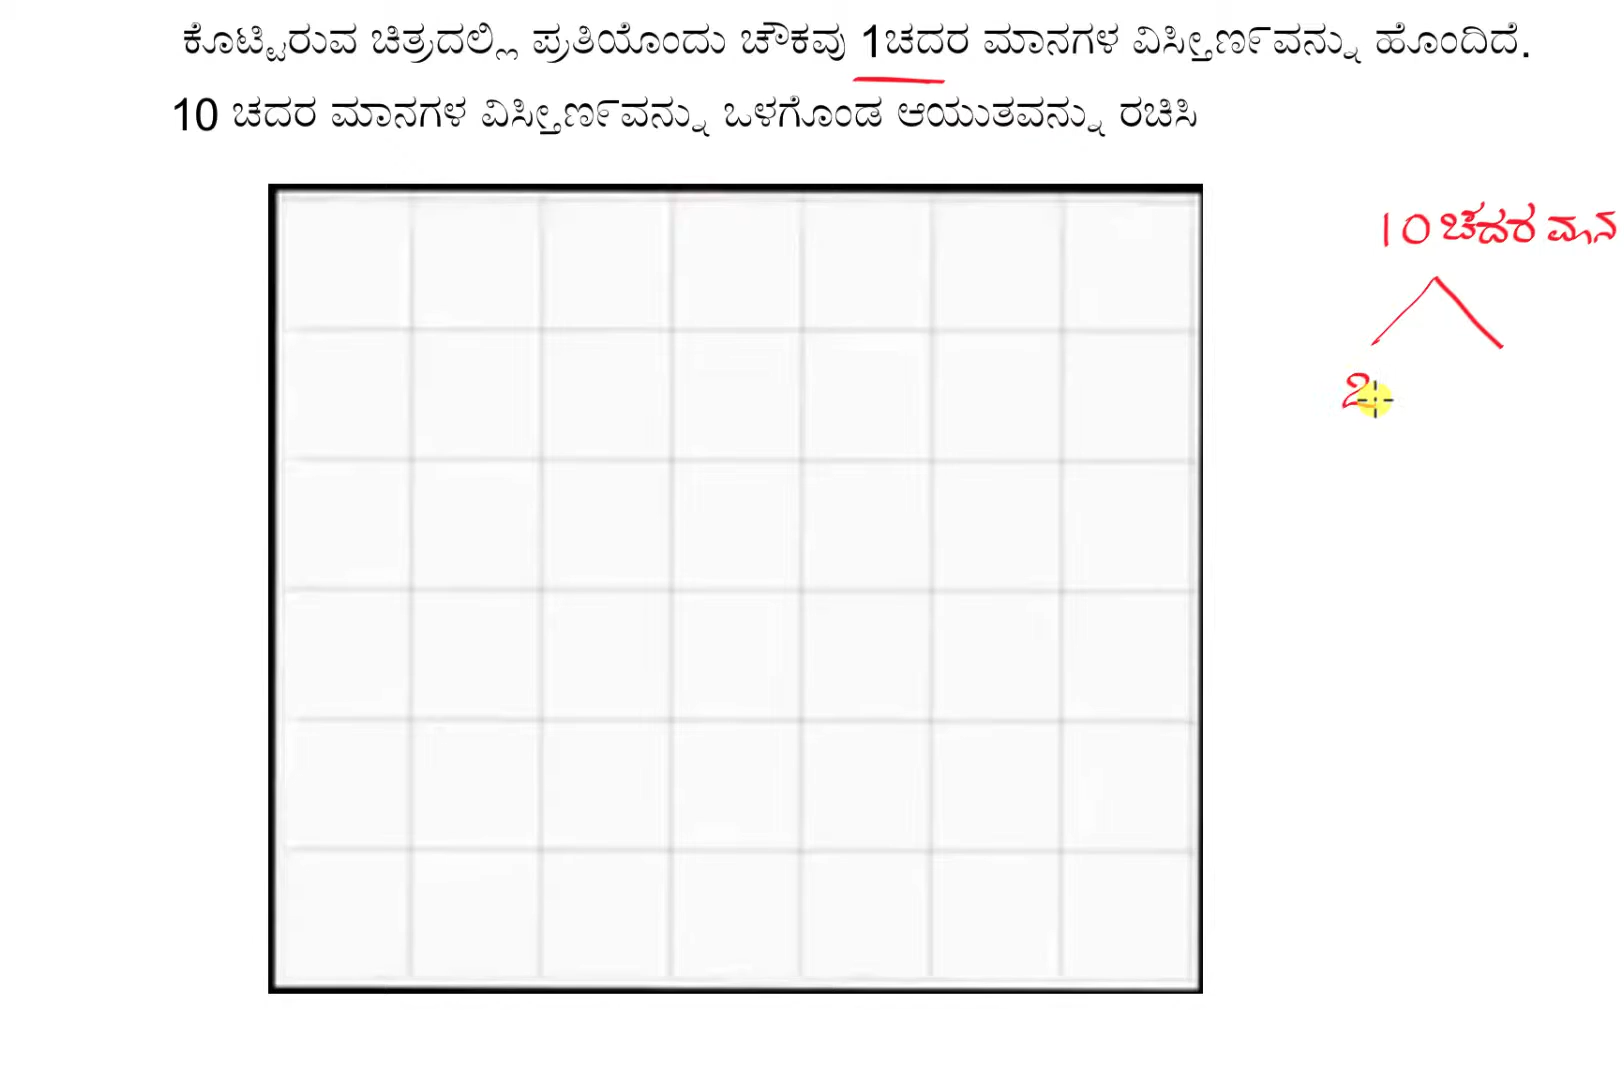 ಕೊಟ್ಟಿರುವ ಚಿತ್ರದಲ್ಲಿ ಪ್ರತಿಯೊಂದು ಚೌಕವು 1ಚದರ ಮಾನಗಳ ವಿಸ್ತೀರ್ಣವನ್ನು ಹೊಂದಿದೆ.
10 ಚದರ ಮಾನಗಳ ವಿಸ್ತೀರ್ಣವನ್ನು ಒಳಗೊಂಡ ಆಯುತವನ್ನು ರಚಿಸಿ
10 ಚದರ ಮಾನ
2